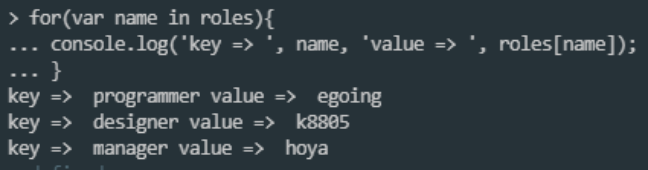 > for(var name in roles){
... console.log('key => ', name, 'value => ', roles[name]);
... }
key =>  programmer value =>  egoing
key =>  designer value =>  k8805
key =>  manager value =>  hoya